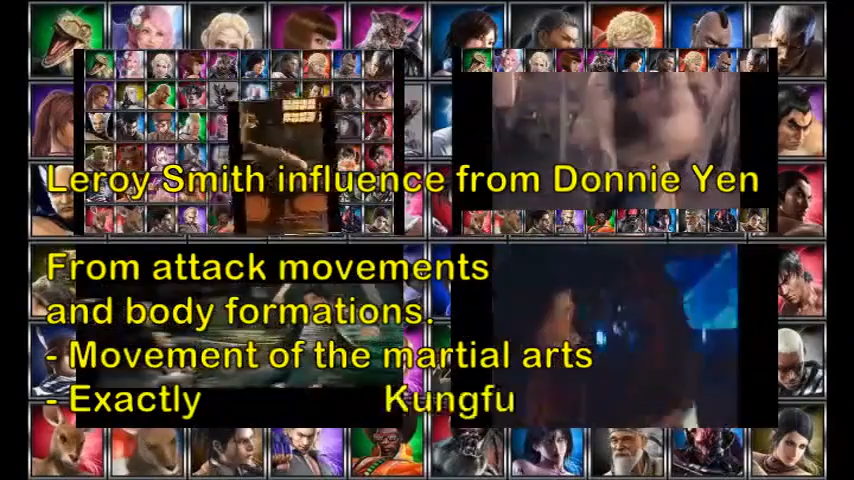 Leroy Smith influence from Donnie Yen
From attack movements
and body formations.
- Movement of the martial arts
- Exactly Kungfu